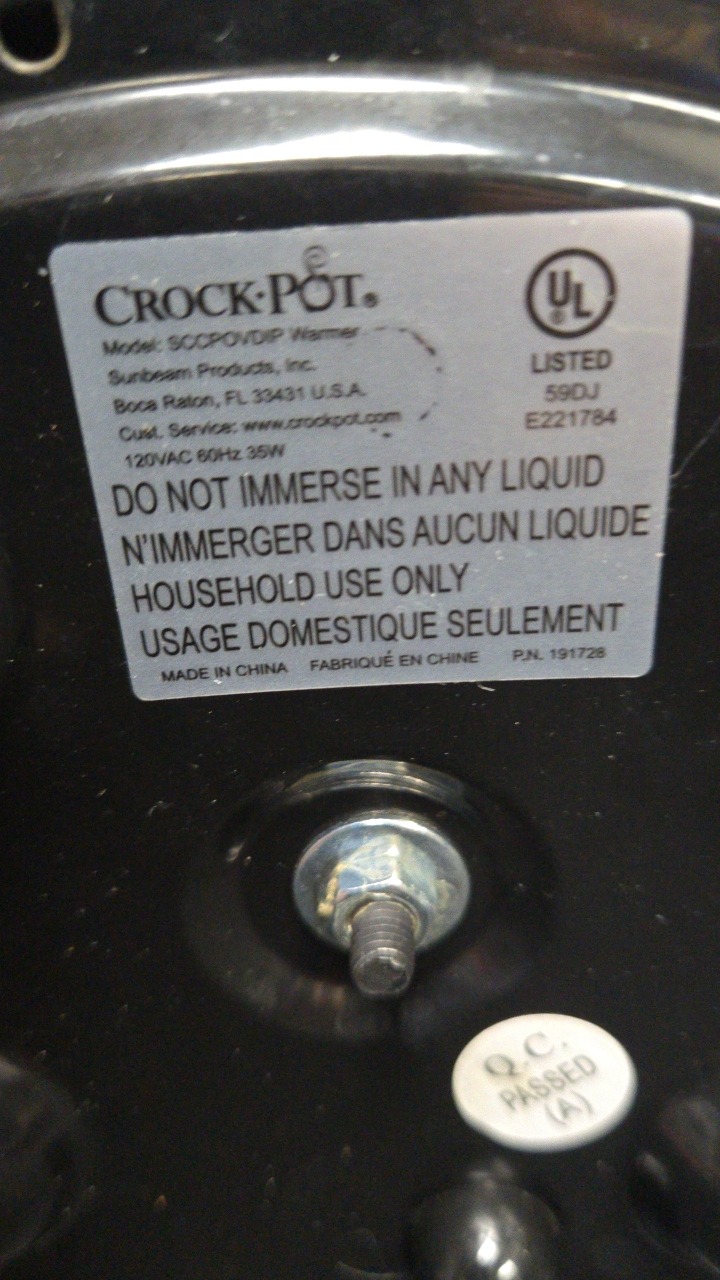 CROCK·POT®
Model: SCCPOVDIP Warmer
Sunbeam Products, Inc.
Boca Raton, FL 33431 U.S.A.
Cust. Service: www.crockpot.com
120VAC 60Hz 35W
UL
®
LISTED
59DJ
E221784
DO NOT IMMERSE IN ANY LIQUID
N'IMMERGER DANS AUCUN LIQUIDE
HOUSEHOLD USE ONLY
USAGE DOMESTIQUE SEULEMENT
MADE IN CHINA FABRIQUÉ EN CHINE P.N. 191728
Q.C.
PASSED
(A)